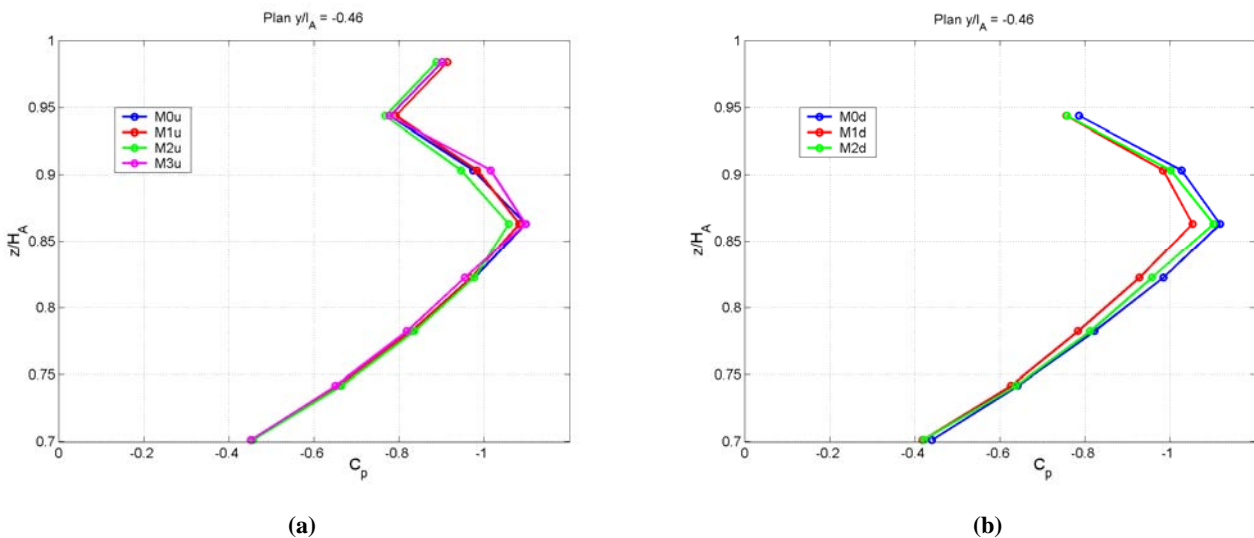 Plan y/l_A = -0.46
1
0.95
0.9
0.85
0.8
0.75
0.7
z/H_A
M0u
M1u
M2u
M3u
0 -0.2 -0.4 -0.6 -0.8 -1
C_p
(a)
Plan y/l_A = -0.46
1
0.95
0.9
0.85
0.8
0.75
0.7
z/H_A
M0d
M1d
M2d
0 -0.2 -0.4 -0.6 -0.8 -1
C_p
(b)